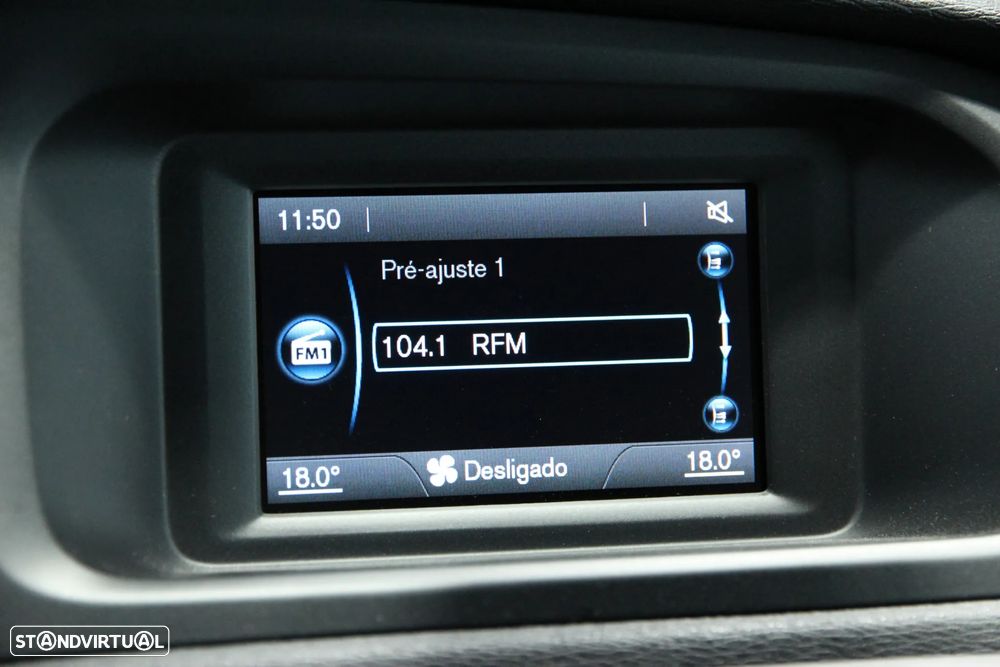 11:50
Pré-ajuste 1
FM1
104.1 RFM
18.0°
Desligado
18.0°
STANDVIRTUAL